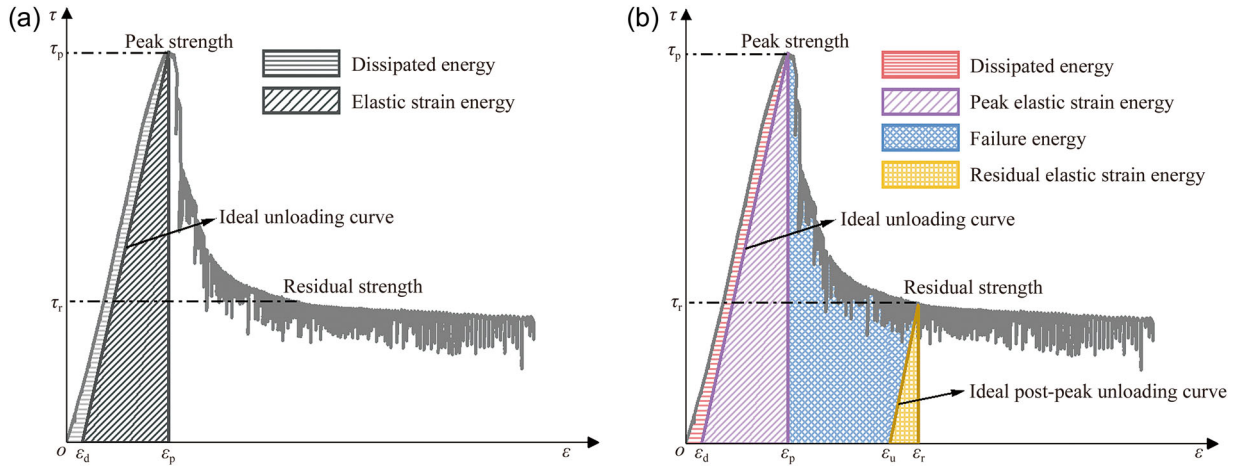 (a)
τ
τp
Peak strength
Dissipated energy
Elastic strain energy
Ideal unloading curve
Residual strength
τr
o
εd
εp
ε
(b)
τ
τp
Peak strength
Dissipated energy
Peak elastic strain energy
Failure energy
Residual elastic strain energy
Ideal unloading curve
Residual strength
τr
Ideal post-peak unloading curve
o
εd
εp
εu
εr
ε